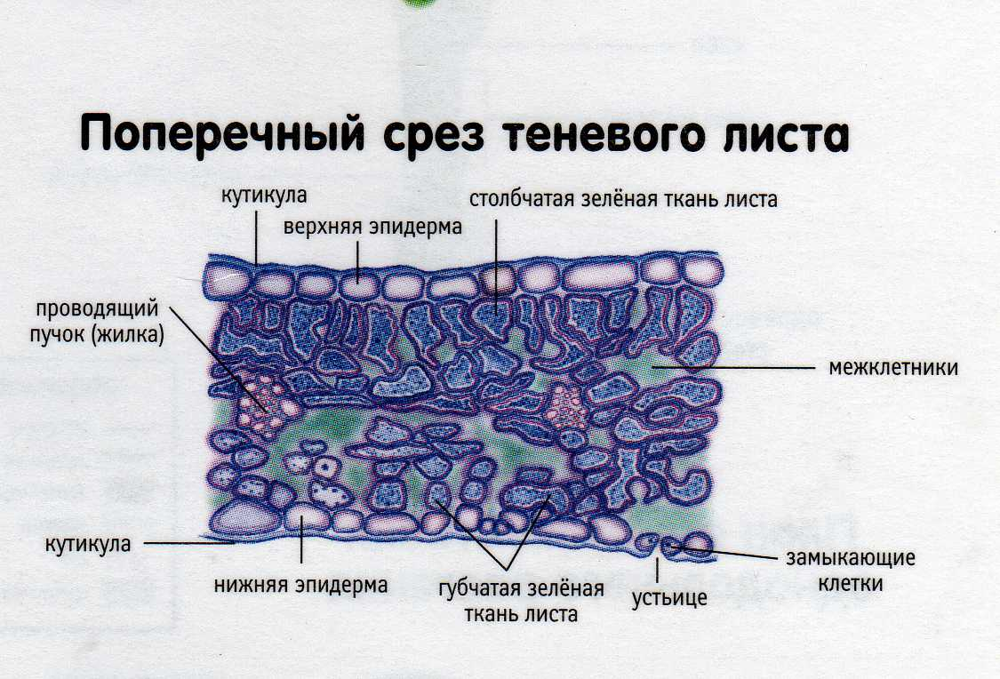 Поперечный срез теневого листа
кутикула
столбчатая зелёная ткань листа
верхняя эпидерма
проводящий
пучок (жилка)
межклетники
кутикула
замыкающие
клетки
нижняя эпидерма
губчатая зелёная
ткань листа
устьице